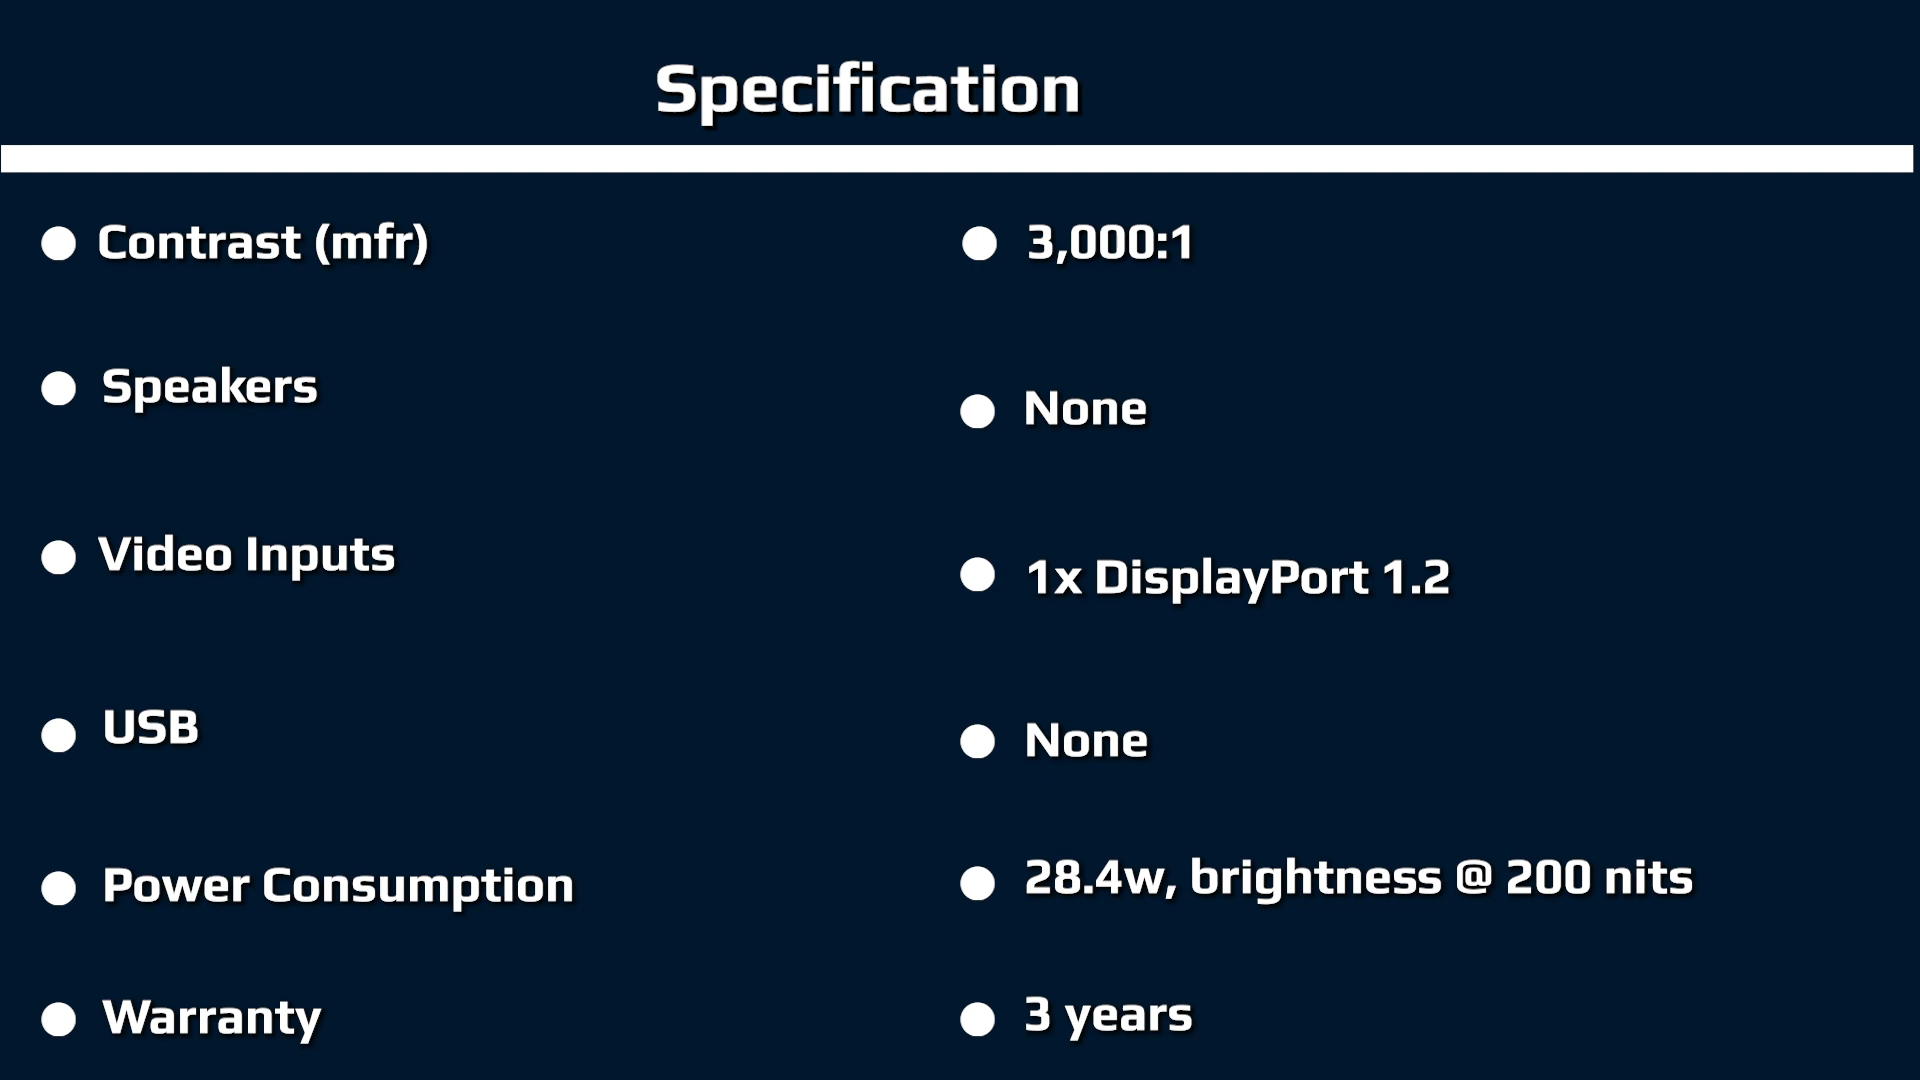 Specification
Contrast (mfr)
3,000:1
Speakers
None
Video Inputs
1x DisplayPort 1.2
USB
None
Power Consumption
28.4w, brightness @ 200 nits
Warranty
3 years